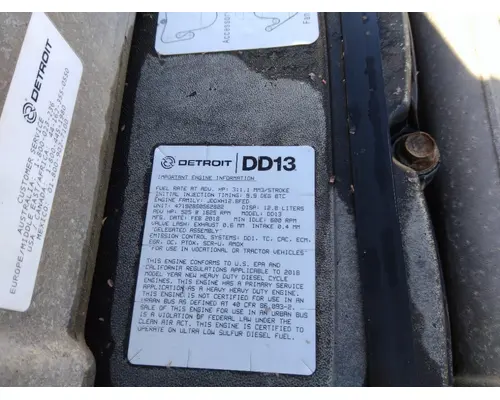 DETROIT DD13
IMPORTANT ENGINE INFORMATION
FUEL RATE AT ADV. HP: 311.1 MM3/STROKE
INITIAL INJECTION TIMING: 9.9 DEG BTC
ENGINE FAMILY: JDDXH12.8FED DISP: 12.8 LITERS
UNIT:
ADV HP 525 @ 1625 RPM MODEL: DD13
MFG. DATE: FEB 2018 MIN IDLE: 600 RPM
VALVE LASH: EXHAUST 0.6 MM INTAKE 0.4 MM
EMISSION CONTROL SYSTEMS: DDI, TC, CAC, ECM,
EGR, OC, PTOX, SCR-U, AMOX
FOR USE IN VOCATIONAL OR TRACTOR VEHICLES
THIS ENGINE CONFORMS TO U.S. EPA AND
CALIFORNIA REGULATIONS APPLICABLE TO 2018
MODEL YEAR NEW HEAVY DUTY DIESEL CYCLE
ENGINES. THIS ENGINE HAS A PRIMARY SERVICE
APPLICATION AS A HEAVY HEAVY DUTY ENGINE.
THIS ENGINE IS NOT CERTIFIED FOR USE IN AN
URBAN BUS AS DEFINED AT 40 CFR 86.093-2.
SALE OF THIS ENGINE FOR USE IN AN URBAN BUS
IS A VIOLATION OF FEDERAL LAW UNDER THE
CLEAN AIR ACT. THIS ENGINE IS CERTIFIED TO
OPERATE ON ULTRA LOW SULFUR DIESEL FUEL.
DETROIT
CUSTOMER SERVICE
Accessory
Fan